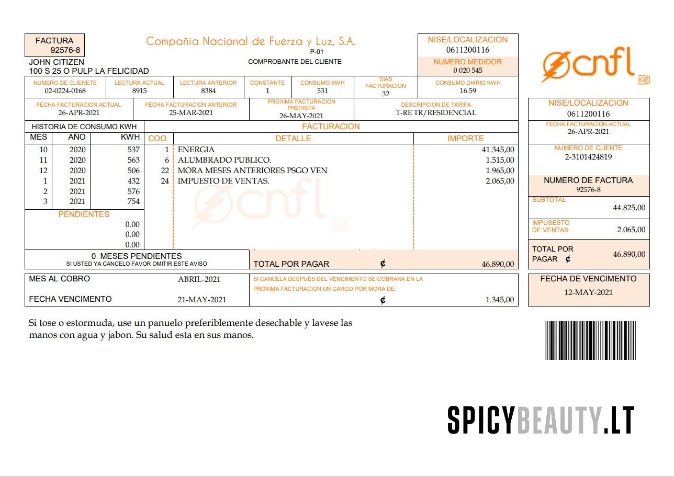 FACTURA
92576-8
Compañia Nacional de Fuerza y Luz, S.A.
P-01
COMPROBANTE DEL CLIENTE
JOHN CITIZEN
100 S 25 O PULP LA FELICIDAD
NISE/LOCALIZACION
0611200116
NUMERO MEDIDOR
0 020 545
cnfl
ICE
NUMERO DE CLIENETE
02-0224-0168
LECTURA ACTUAL
8915
LECTURA ANTERIOR
8384
CONSTANTE
1
CONSUMO KWH
531
DIAS FACTURACION
32
CONSUMO DIARIO KWH
16.59
FECHA FACTURACION ACTUAL
26-APR-2021
FECHA FACTURACION ANTERIOR
25-MAR-2021
PROXIMA FACTURACION PREVISTA
26-MAY-2021
DESCRIPCION DE TARIFA
T-RE TR/RESIDENCIAL
HISTORIA DE CONSUMO KWH
FACTURACION
MES AÑO KWH COO. DETALLE IMPORTE
10 2020 537 1 ENERGIA 41.345,00
11 2020 563 6 ALUMBRADO PUBLICO. 1.515,00
12 2020 506 22 MORA MESES ANTERIORES PSGO VEN 1.965,00
1 2021 432 24 IMPUESTO DE VENTAS. 2.065,00
2 2021 576
3 2021 754
PENDIENTES
0.00
0.00
0.00
cnfl
0 MESES PENDIENTES
SI USTED YA CANCELO FAVOR OMITIR ESTE AVISO
TOTAL POR PAGAR ₡ 46.890,00
MES AL COBRO ABRIL-2021
FECHA VENCIMENTO 21-MAY-2021
SI CANCELA DESPUÉS DEL VENCIMENTO SE COBRARÁ EN LA
PROXIMA FACTURACION UN CARGO POR MORA DE:
₡ 1.345,00
NISE/LOCALIZACION
0611200116
FECHA FACTURACION ACTUAL
26-APR-2021
NUMERO DE CLIENTE
2-3101424819
NUMERO DE FACTURA
92576-8
SUBTOTAL
44.825,00
IMPUSESTO
DE VENTAS 2.065,00
TOTAL POR
PAGAR ₡ 46.890,00
FECHA DE VENCIMIENTO
12-MAY-2021
Si tose o estormuda, use un panuelo preferiblemente desechable y lavese las
manos con agua y jabon. Su salud esta en sus manos.
SPICYBEAUTY.LT